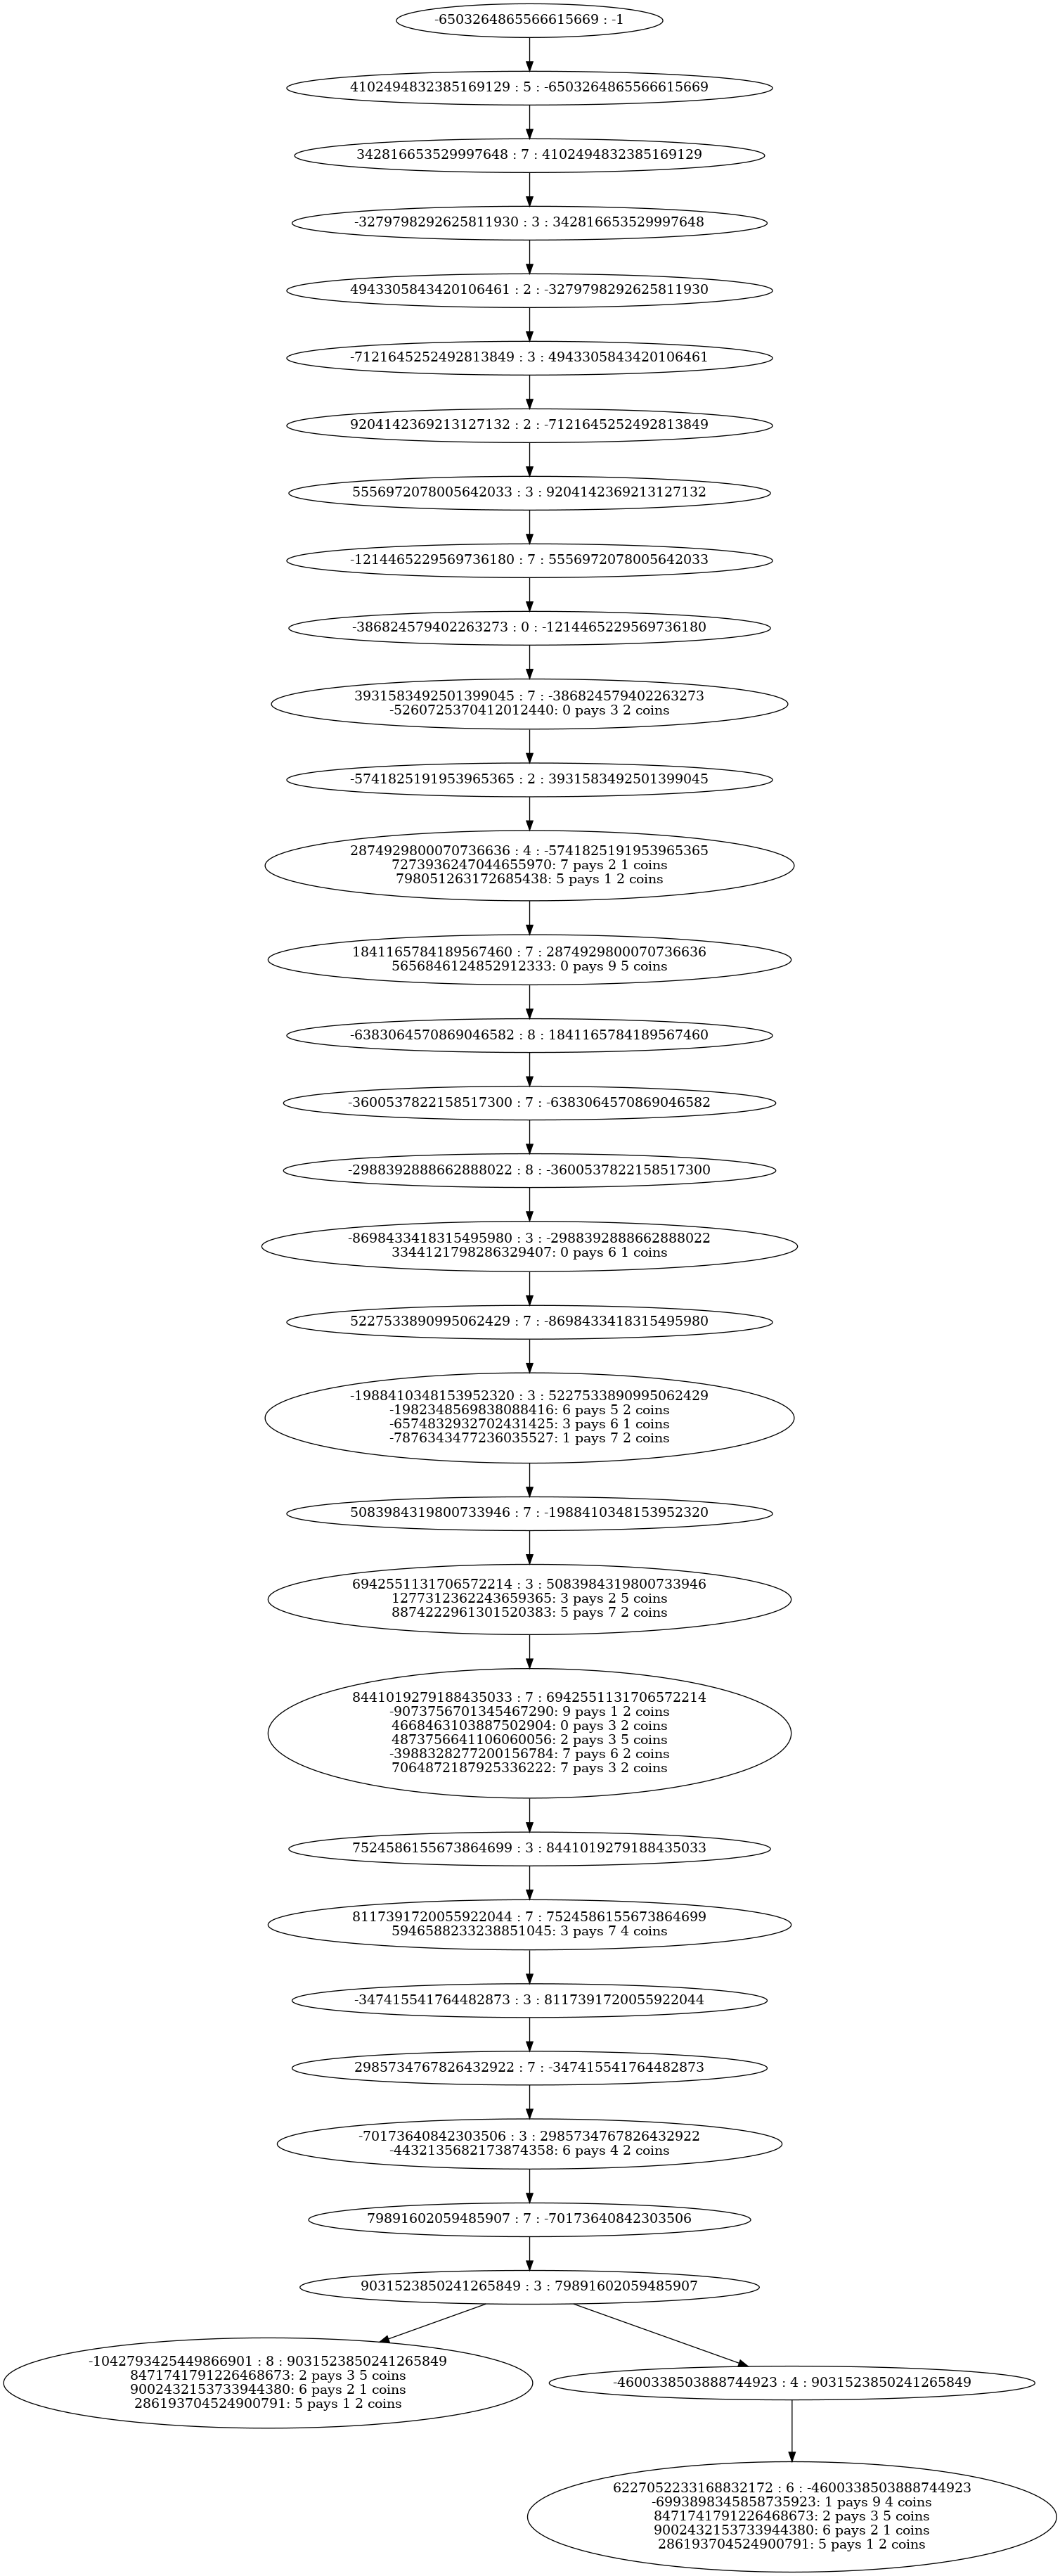 -6503264865566615669 : -1
4102494832385169129 : 5 : -6503264865566615669
342816653529997648 : 7 : 4102494832385169129
-3279798292625811930 : 3 : 342816653529997648
4943305843420106461 : 2 : -3279798292625811930
-7121645252492813849 : 3 : 4943305843420106461
9204142369213127132 : 2 : -7121645252492813849
5556972078005642033 : 3 : 9204142369213127132
-1214465229569736180 : 7 : 5556972078005642033
-386824579402263273 : 0 : -1214465229569736180
3931583492501399045 : 7 : -386824579402263273
-5260725370412012440: 0 pays 3 2 coins
-5741825191953965365 : 2 : 3931583492501399045
2874929800070736636 : 4 : -5741825191953965365
7273936247044655970: 7 pays 2 1 coins
798051263172685438: 5 pays 1 2 coins
1841165784189567460 : 7 : 2874929800070736636
5656846124852912333: 0 pays 9 5 coins
-6383064570869046582 : 8 : 1841165784189567460
-3600537822158517300 : 7 : -6383064570869046582
-2988392888662888022 : 8 : -3600537822158517300
-8698433418315495980 : 3 : -2988392888662888022
3344121798286329407: 0 pays 6 1 coins
5227533890995062429 : 7 : -8698433418315495980
-1988410348153952320 : 3 : 5227533890995062429
-1982348569838088416: 6 pays 5 2 coins
-6574832932702431425: 3 pays 6 1 coins
-7876343477236035527: 1 pays 7 2 coins
5083984319800733946 : 7 : -1988410348153952320
6942551131706572214 : 3 : 5083984319800733946
1277312362243659365: 3 pays 2 5 coins
8874222961301520383: 5 pays 7 2 coins
8441019279188435033 : 7 : 6942551131706572214
-9073756701345467290: 9 pays 1 2 coins
4668463103887502904: 0 pays 3 2 coins
4873756641106060056: 2 pays 3 5 coins
-3988328277200156784: 7 pays 6 2 coins
7064872187925336222: 7 pays 3 2 coins
7524586155673864699 : 3 : 8441019279188435033
8117391720055922044 : 7 : 7524586155673864699
5946588233238851045: 3 pays 7 4 coins
-347415541764482873 : 3 : 8117391720055922044
2985734767826432922 : 7 : -347415541764482873
-70173640842303506 : 3 : 2985734767826432922
-4432135682173874358: 6 pays 4 2 coins
79891602059485907 : 7 : -70173640842303506
9031523850241265849 : 3 : 79891602059485907
-1042793425449866901 : 8 : 9031523850241265849
8471741791226468673: 2 pays 3 5 coins
9002432153733944380: 6 pays 2 1 coins
286193704524900791: 5 pays 1 2 coins
-4600338503888744923 : 4 : 9031523850241265849
6227052233168832172 : 6 : -4600338503888744923
-6993898345858735923: 1 pays 9 4 coins
8471741791226468673: 2 pays 3 5 coins
9002432153733944380: 6 pays 2 1 coins
286193704524900791: 5 pays 1 2 coins